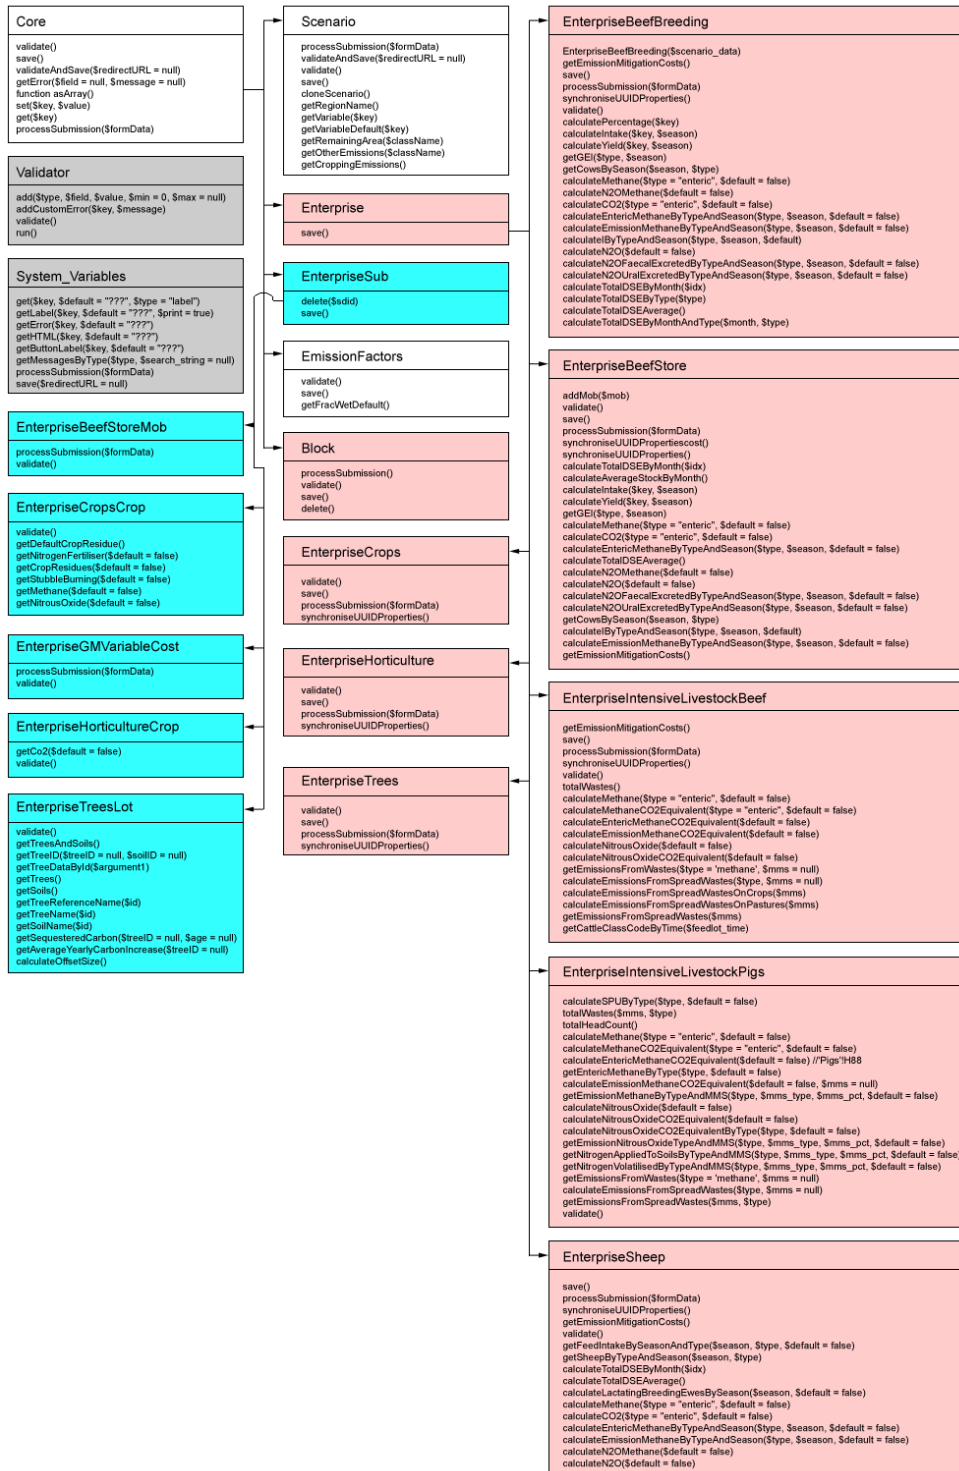 Core
validate()
save()
validateAndSave($redirectURL = null)
getError($field = null, $message = null)
function asArray()
set($key, $value)
get($key)
processSubmission($formData)
Validator
add($type, $field, $value, $min = 0, $max = null)
addCustomError($key, $message)
validate()
run()
System_Variables
get($key, $default = "???", $type = "label")
getLabel($key, $default = "???", $print = true)
getError($key, $default = "???")
getHTML($key, $default = "???")
getButtonLabel($key, $default = "???")
getMessagesByType($type, $search_string = null)
processSubmission($formData)
save($redirectURL = null)
EnterpriseBeefStoreMob
processSubmission($formData)
validate()
EnterpriseCropsCrop
validate()
getDefaultCropResidue()
getNitrogenFertiliser($default = false)
getCropResidues($default = false)
getStubbleBurning($default = false)
getMethane($default = false)
getNitrousOxide($default = false)
EnterpriseGMVariableCost
processSubmission($formData)
validate()
EnterpriseHorticultureCrop
getCo2($default = false)
validate()
EnterpriseTreesLot
validate()
getTreesAndSoils()
getTreeID($treeID = null, $soilID = null)
getTreeDataById($argument1)
getTrees()
getSoils()
getTreeReferenceName($id)
getTreeName($id)
getSoilName($id)
getSequesteredCarbon($treeID = null, $age = null)
getAverageYearlyCarbonIncrease($treeID = null)
calculateOffsetSize()
Scenario
processSubmission($formData)
validateAndSave($redirectURL = null)
validate()
save()
cloneScenario()
getRegionName()
getVariable($key)
getVariableDefault($key)
getRemainingArea($className)
getOtherEmissions($className)
getCroppingEmissions()
Enterprise
save()
EnterpriseSub
delete($sdid)
save()
EmissionFactors
validate()
save()
getFracWetDefault()
Block
processSubmission()
validate()
save()
delete()
EnterpriseCrops
validate()
save()
processSubmission($formData)
synchroniseUUIDProperties()
EnterpriseHorticulture
validate()
save()
processSubmission($formData)
synchroniseUUIDProperties()
EnterpriseTrees
validate()
save()
processSubmission($formData)
synchroniseUUIDProperties()
EnterpriseBeefBreeding
EnterpriseBeefBreeding($scenario_data)
getEmissionMitigationCosts()
save()
processSubmission($formData)
synchroniseUUIDProperties()
validate()
calculatePercentage($key)
calculateIntake($key, $season)
calculateYield($key, $season)
getGEI($type, $season)
getCowsBySeason($season, $type)
calculateMethane($type = "enteric", $default = false)
calculateN2OMethane($default = false)
calculateCO2($type = "enteric", $default = false)
calculateEntericMethaneByTypeAndSeason($type, $season, $default = false)
calculateEmissionMethaneByTypeAndSeason($type, $season, $default = false)
calculateIByTypeAndSeason($type, $season, $default)
calculateN2O($default = false)
calculateN2OFaecalExcretedByTypeAndSeason($type, $season, $default = false)
calculateN2OUralExcretedByTypeAndSeason($type, $season, $default = false)
calculateTotalDSEByMonth($idx)
calculateTotalDSEByType($type)
calculateTotalDSEAverage()
calculateTotalDSEByMonthAndType($month, $type)
EnterpriseBeefStore
addMob($mob)
validate()
save()
processSubmission($formData)
synchroniseUUIDPropertiescost()
synchroniseUUIDProperties()
calculateTotalDSEByMonth($idx)
calculateAverageStockByMonth()
calculateIntake($key, $season)
calculateYield($key, $season)
getGEI($type, $season)
calculateMethane($type = "enteric", $default = false)
calculateCO2($type = "enteric", $default = false)
calculateEntericMethaneByTypeAndSeason($type, $season, $default = false)
calculateTotalDSEAverage()
calculateN2OMethane($default = false)
calculateN2O($default = false)
calculateN2OFaecalExcretedByTypeAndSeason($type, $season, $default = false)
calculateN2OUralExcretedByTypeAndSeason($type, $season, $default = false)
getCowsBySeason($season, $type)
calculateIByTypeAndSeason($type, $season, $default)
calculateEmissionMethaneByTypeAndSeason($type, $season, $default = false)
getEmissionMitigationCosts()
EnterpriseIntensiveLivestockBeef
getEmissionMitigationCosts()
save()
processSubmission($formData)
synchroniseUUIDProperties()
validate()
totalWastes()
calculateMethane($type = "enteric", $default = false)
calculateMethaneCO2Equivalent($type = "enteric", $default = false)
calculateEntericMethaneCO2Equivalent($default = false)
calculateEmissionMethaneCO2Equivalent($default = false)
calculateNitrousOxide($default = false)
calculateNitrousOxideCO2Equivalent($default = false)
getEmissionsFromWastes($type = 'methane', $mms = null)
calculateEmissionsFromSpreadWastes($type, $mms = null)
calculateEmissionsFromSpreadWastesOnCrops($mms)
calculateEmissionsFromSpreadWastesOnPastures($mms)
getEmissionsFromSpreadWastes($mms)
getCattleClassCodeByTime($feedlot_time)
EnterpriseIntensiveLivestockPigs
calculateSPUByType($type, $default = false)
totalWastes($mms, $type)
totalHeadCount()
calculateMethane($type = "enteric", $default = false)
calculateMethaneCO2Equivalent($type = "enteric", $default = false)
calculateEntericMethaneCO2Equivalent($default = false) //'Pigs'!H88
getEntericMethaneByType($type, $default = false)
calculateEmissionMethaneCO2Equivalent($default = false, $mms = null)
getEmissionMethaneByTypeAndMMS($type, $mms_type, $mms_pct, $default = false)
calculateNitrousOxide($default = false)
calculateNitrousOxideCO2Equivalent($default = false)
calculateNitrousOxideCO2EquivalentByType($type, $default = false)
getEmissionNitrousOxideTypeAndMMS($type, $mms_type, $mms_pct, $default = false)
getNitrogenAppliedToSoilsByTypeAndMMS($type, $mms_type, $mms_pct, $default = false)
getNitrogenVolatilisedByTypeAndMMS($type, $mms_type, $mms_pct, $default = false)
getEmissionsFromWastes($type = 'methane', $mms = null)
calculateEmissionsFromSpreadWastes($type, $mms = null)
getEmissionsFromSpreadWastes($mms, $type)
validate()
EnterpriseSheep
save()
processSubmission($formData)
synchroniseUUIDProperties()
getEmissionMitigationCosts()
validate()
getFeedIntakeBySeasonAndType($season, $type, $default = false)
getSheepByTypeAndSeason($season, $type)
calculateTotalDSEByMonth($idx)
calculateTotalDSEAverage()
calculateLactatingBreedingEwesBySeason($season, $default = false)
calculateMethane($type = "enteric", $default = false)
calculateCO2($type = "enteric", $default = false)
calculateEntericMethaneByTypeAndSeason($type, $season, $default = false)
calculateEmissionMethaneByTypeAndSeason($type, $season, $default = false)
calculateN2OMethane($default = false)
calculateN2O($default = false)